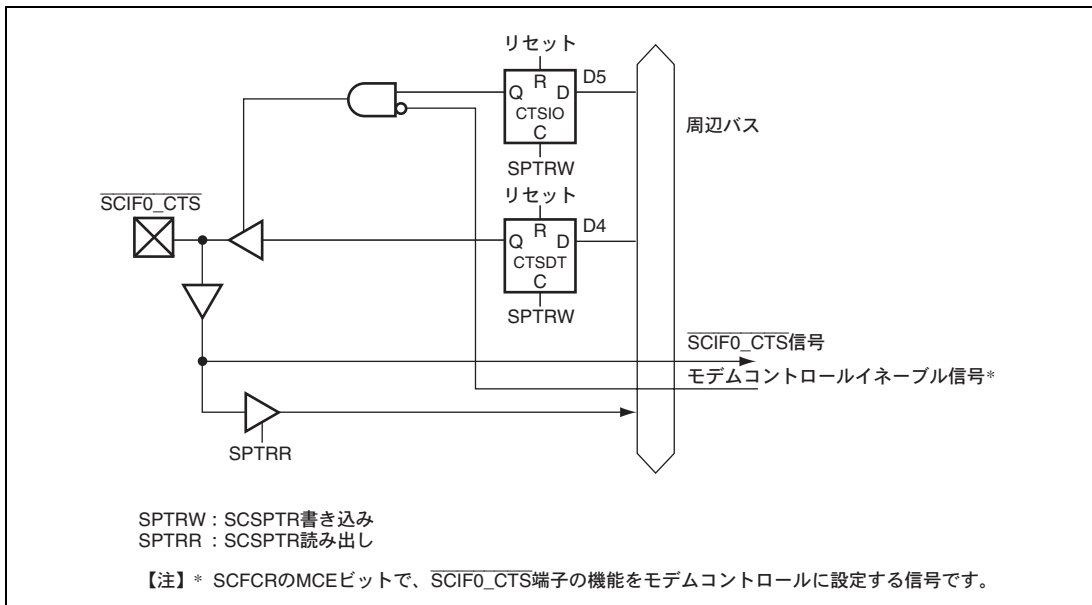 リセット
R
Q D
D5
CTSIO
C
SPTRW
周辺バス
SCIF0_CTS
リセット
R
Q D
D4
CTSDT
C
SPTRW
SCIF0_CTS信号
モデムコントロールイネーブル信号*
SPTRR
SPTRW : SCSPTR書き込み
SPTRR : SCSPTR読み出し
【注】* SCFCRのMCEビットで、SCIF0_CTS端子の機能をモデムコントロールに設定する信号です。